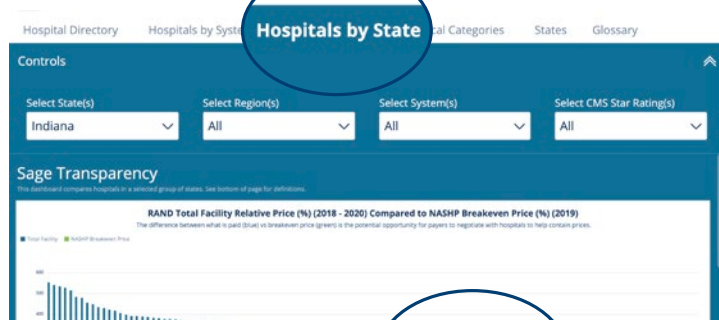 Hospital Directory Hospitals by Syste Hospitals by State cal Categories States Glossary
Controls
Select State(s) Select Region(s) Select System(s) Select CMS Star Rating(s)
Indiana All All All
Sage Transparency
This dashboard compares hospitals in a selected group of states. See bottom of page for definitions.
RAND Total Facility Relative Price (%) (2018 - 2020) Compared to NASHP Breakeven Price (%) (2019)
The difference between what is paid (blue) vs breakeven price (green) is the potential opportunity for payers to negotiate with hospitals to help contain prices.
Total Facility NASHP Breakeven Price